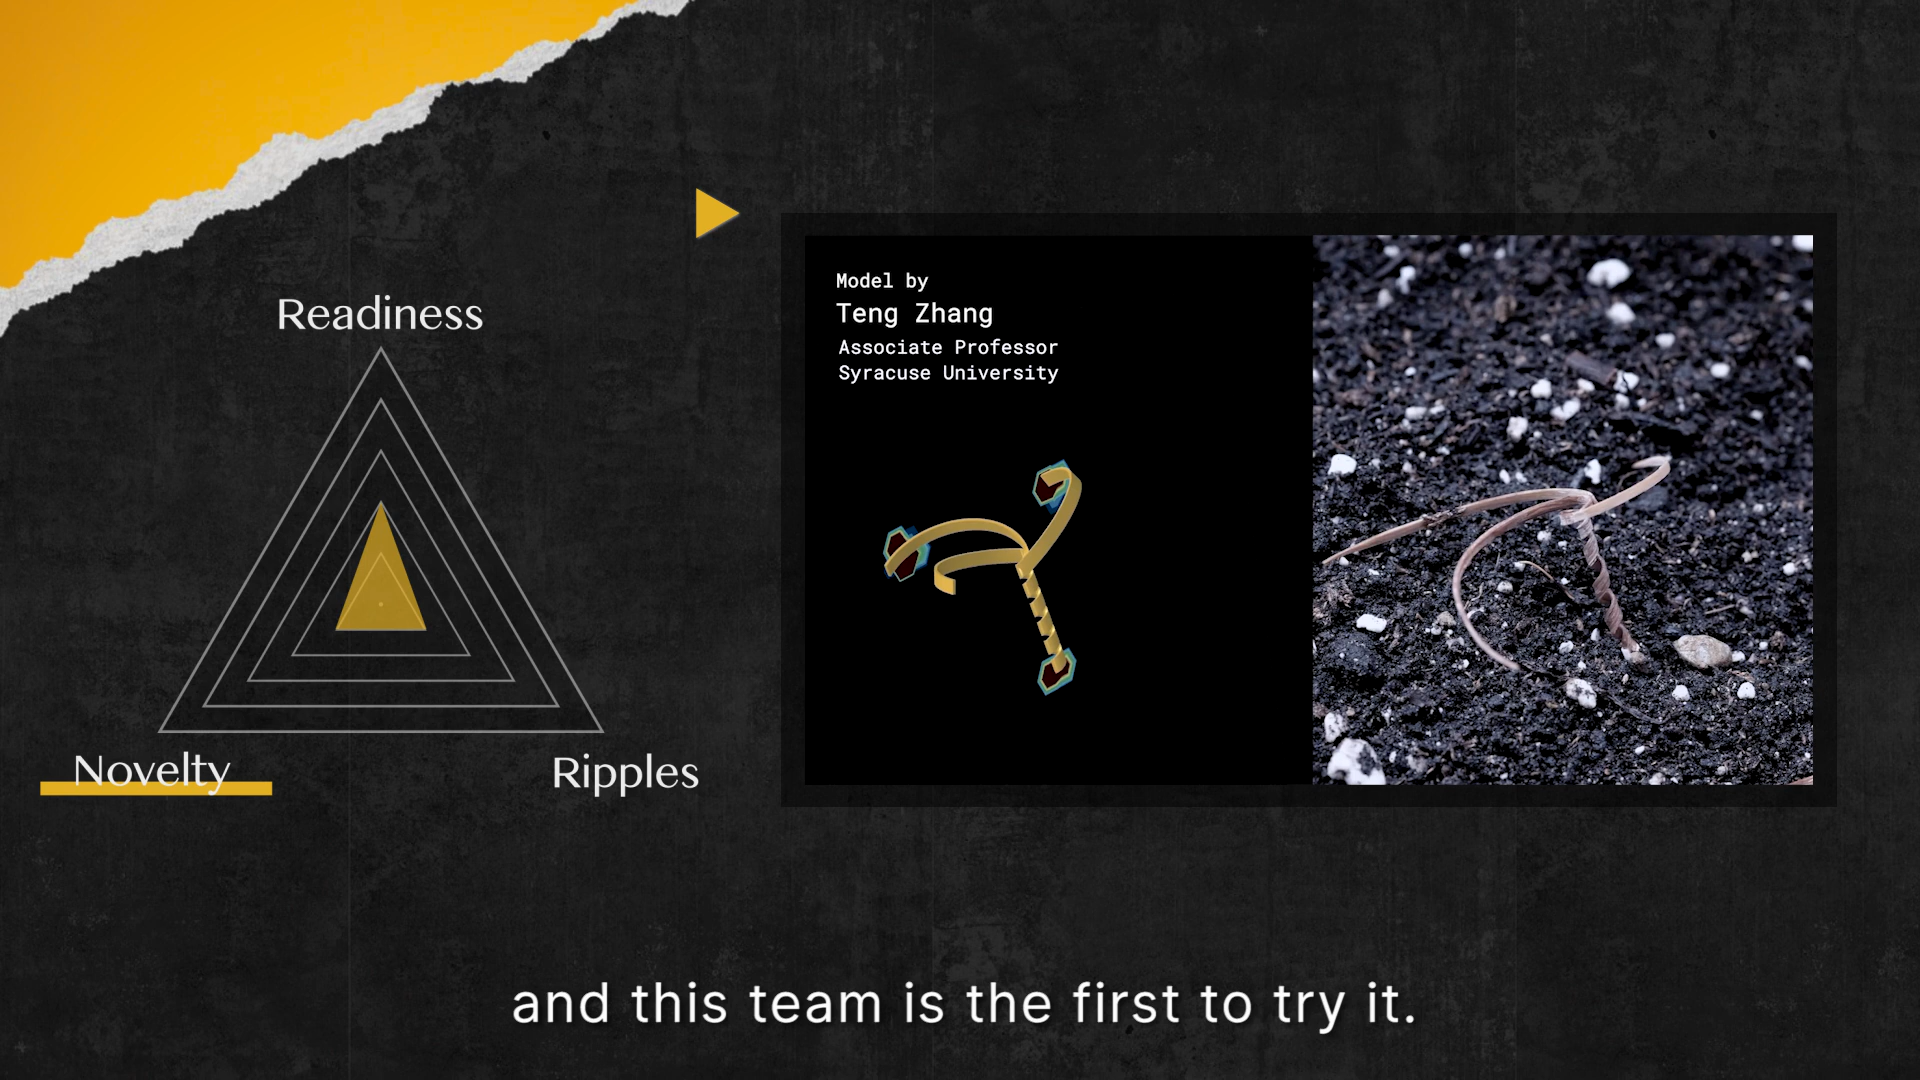 Readiness
Novelty
Ripples
Model by
Teng Zhang
Associate Professor
Syracuse University
and this team is the first to try it.